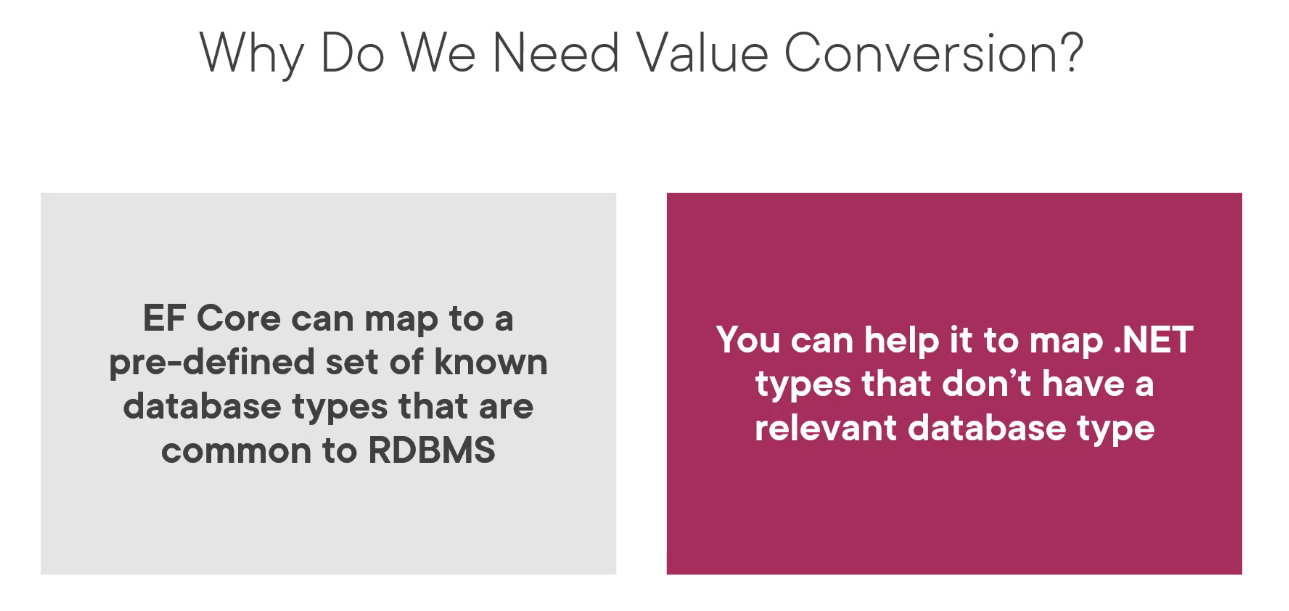 Why Do We Need Value Conversion?
EF Core can map to a
pre-defined set of known
database types that are
common to RDBMS
You can help it to map .NET
types that don’t have a
relevant database type